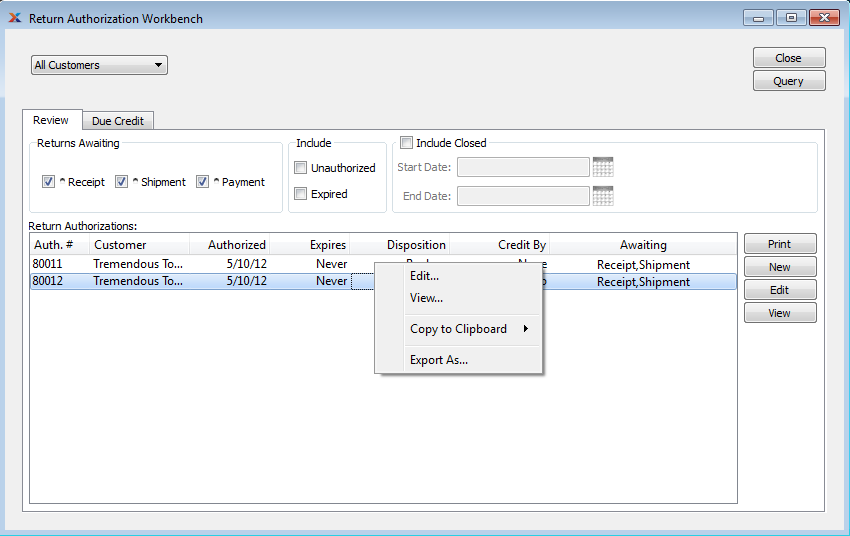 Return Authorization Workbench
All Customers
Close
Query
Review
Due Credit
Returns Awaiting
Include
Include Closed
^ Receipt ^ Shipment ^ Payment
Unauthorized
Expired
Start Date:
End Date:
Return Authorizations:
Auth. # Customer Authorized Expires Disposition Credit By Awaiting
80011 Tremendous To... 5/10/12 Never Receipt,Shipment
80012 Tremendous To... 5/10/12 Never Receipt,Shipment
Edit...
View...
Copy to Clipboard
Export As...
Print
New
Edit
View